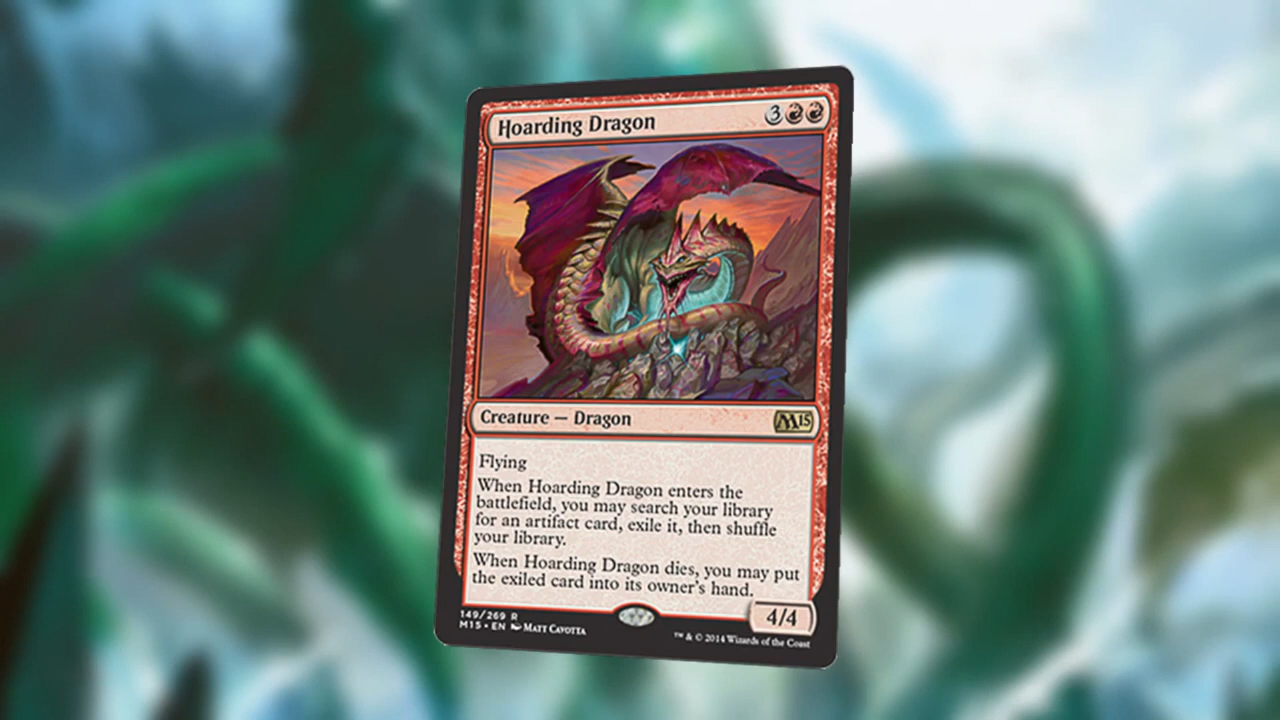 Hoarding Dragon 3
Creature — Dragon M15
Flying
When Hoarding Dragon enters the
battlefield, you may search your library
for an artifact card, exile it, then shuffle
your library.
When Hoarding Dragon dies, you may put
the exiled card into its owner's hand.
4/4
149/269 R
M15 • EN Matt Cavotta
™ & © 2014 Wizards of the Coast